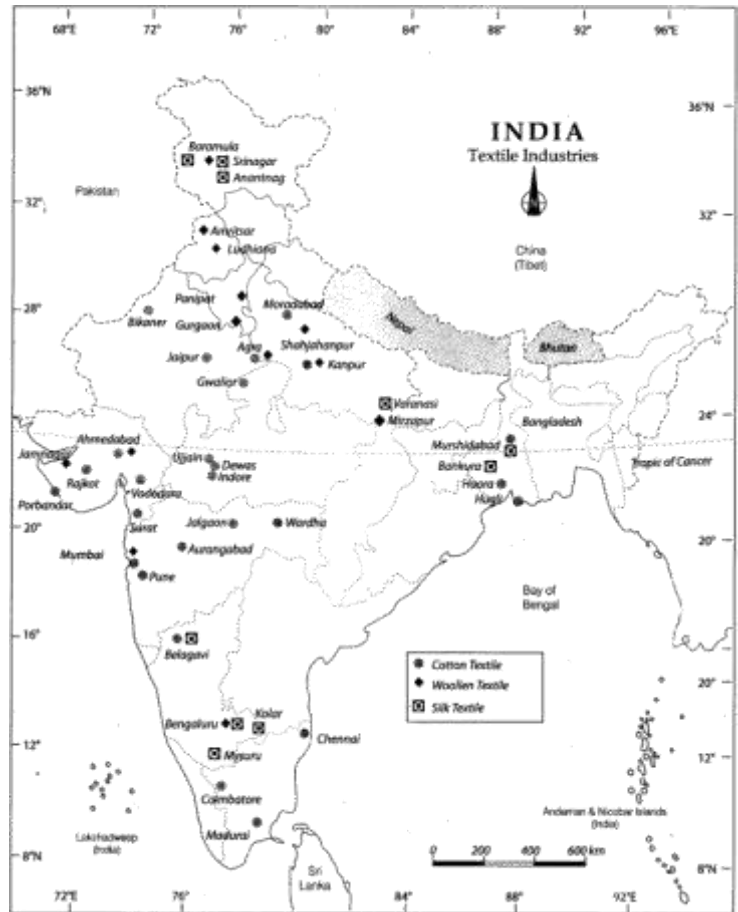 68°E 72° 76° 80° 84° 88° 92° 96°E
36°N
36°N
INDIA
Textile Industries
Baramula
Srinagar
Anantnag
Pakistan
32°
32°
China
(Tibet)
Amritsar
Ludhiana
Panipat
Moradabad
28°
28°
Bikaner
Gurgaon
Nepal
Bhutan
Shahjahanpur
Jaipur
Agra
Kanpur
Gwalior
Varanasi
Mirzapur
24°
Bangladesh
Ahmedabad
Murshidabad
Jamnagar
Ujjain
Dewas
Indore
Bankura
Tropic of Cancer
Rajkot
Vadodara
Haora
Hugli
Porbandar
Surat
Jalgaon
Wardha
20°
20°
Aurangabad
Mumbai
Pune
Bay of
Bengal
16°
Belagavi
Cotton Textile
Woollen Textile
Silk Textile
20°
Bengaluru
Kolar
Chennai
12°
12°
Mysuru
Coimbatore
Andaman & Nicobar Islands
(India)
Lakshadweep
(India)
Madurai
0 200 400 600 km
8°N
8°N
Sri
Lanka
72°E 76° 84° 88° 92°E